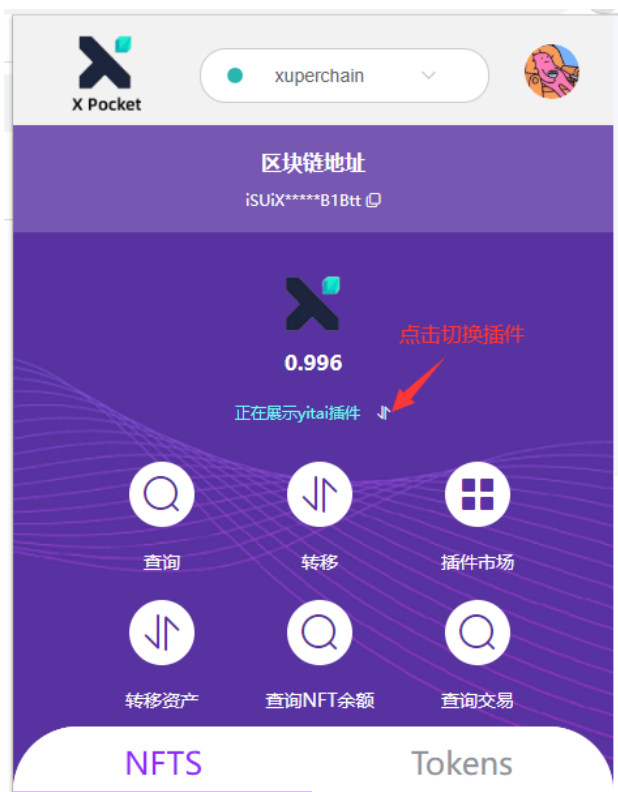 X Pocket
xuperchain
区块链地址
iSUiX*****B1Btt
点击切换插件
0.996
正在展示yitai插件
查询
转移
插件市场
转移资产
查询NFT余额
查询交易
NFTS
Tokens